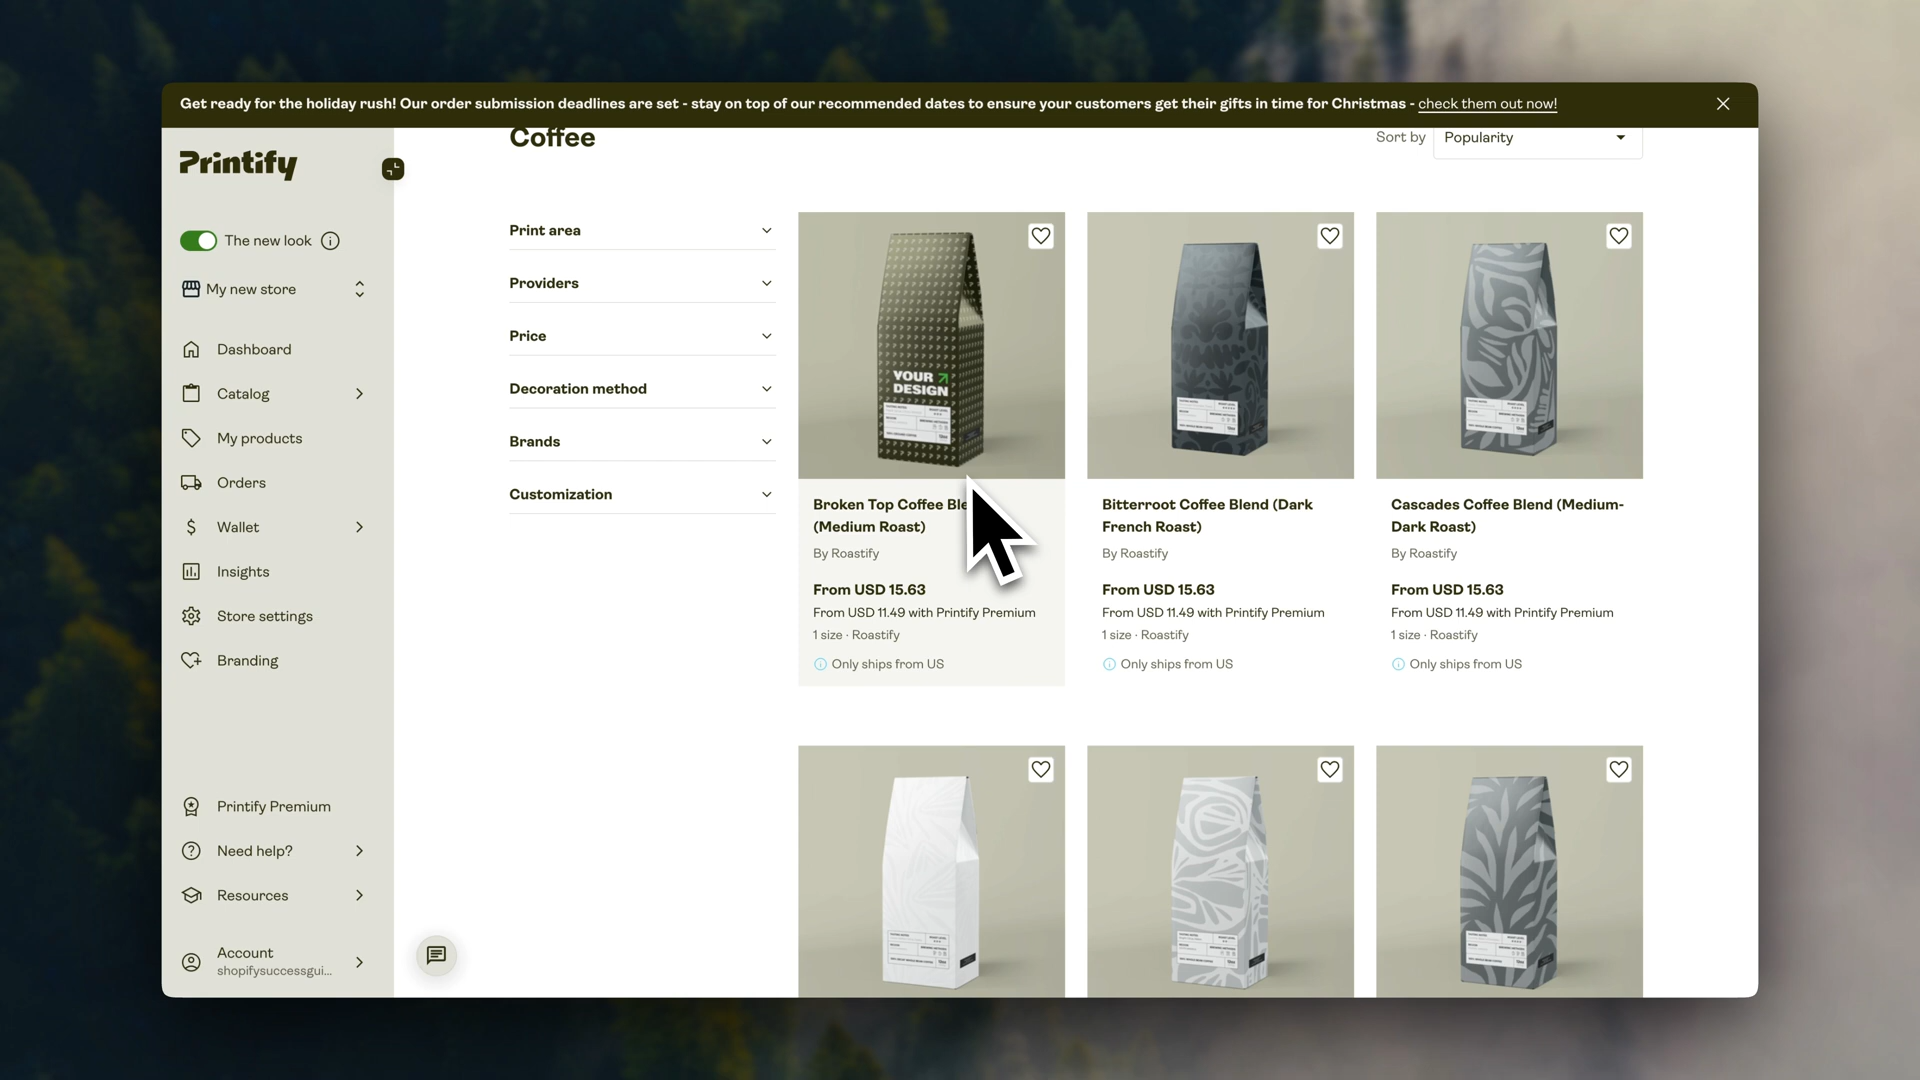 Get ready for the holiday rush! Our order submission deadlines are set - stay on top of our recommended dates to ensure your customers get their gifts in time for Christmas - check them out now!
Printify
The new look
My new store
Dashboard
Catalog
My products
Orders
Wallet
Insights
Store settings
Branding
Printify Premium
Need help?
Resources
Account
shopifysuccessgui...
Coffee
Sort by
Popularity
Print area
Providers
Price
Decoration method
Brands
Customization
YOUR
DESIGN
Broken Top Coffee
(Medium Roast)
By Roastify
From USD 15.63
From USD 11.49 with Printify Premium
1 size · Roastify
Only ships from US
Bitterroot Coffee Blend (Dark
French Roast)
By Roastify
From USD 15.63
From USD 11.49 with Printify Premium
1 size · Roastify
Only ships from US
Cascades Coffee Blend (Medium-
Dark Roast)
By Roastify
From USD 15.63
From USD 11.49 with Printify Premium
1 size · Roastify
Only ships from US